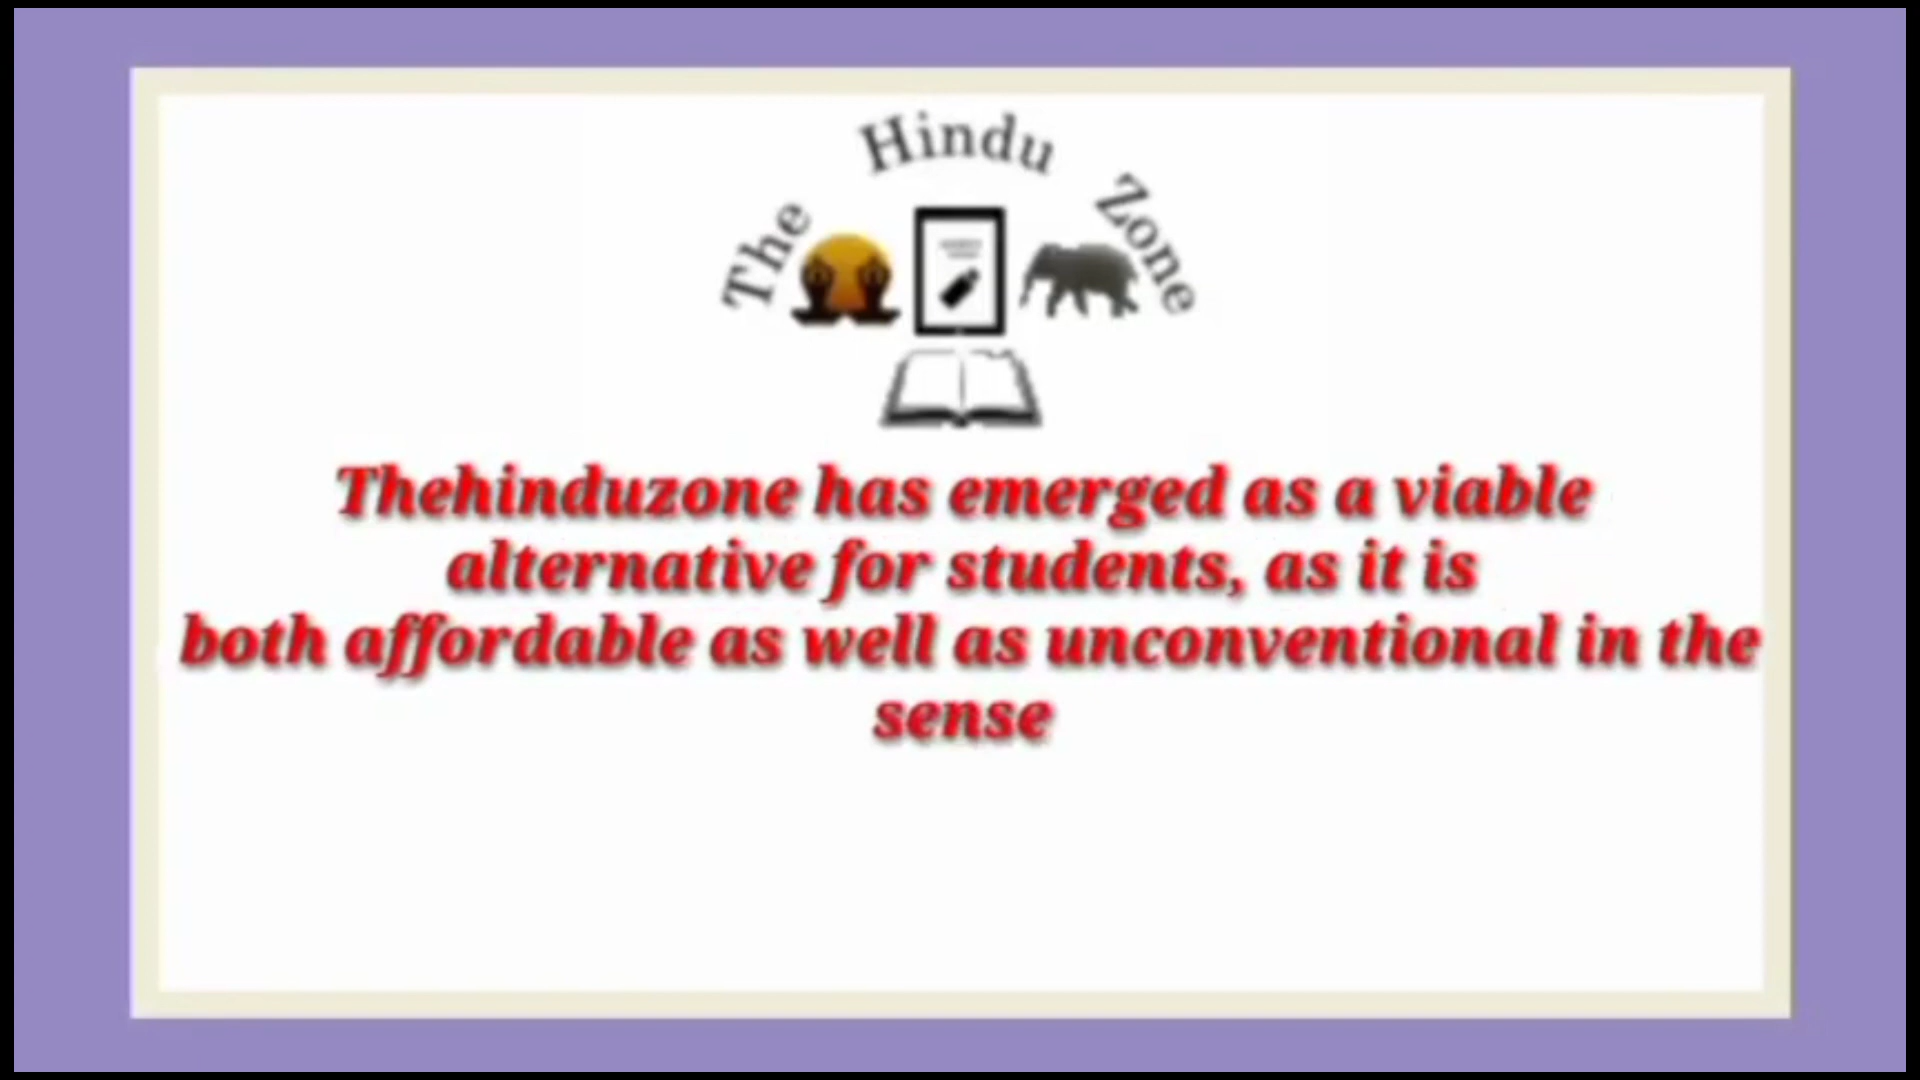 The Hindu Zone
Thehinduzone has emerged as a viable
alternative for students, as it is
both affordable as well as unconventional in the
sense